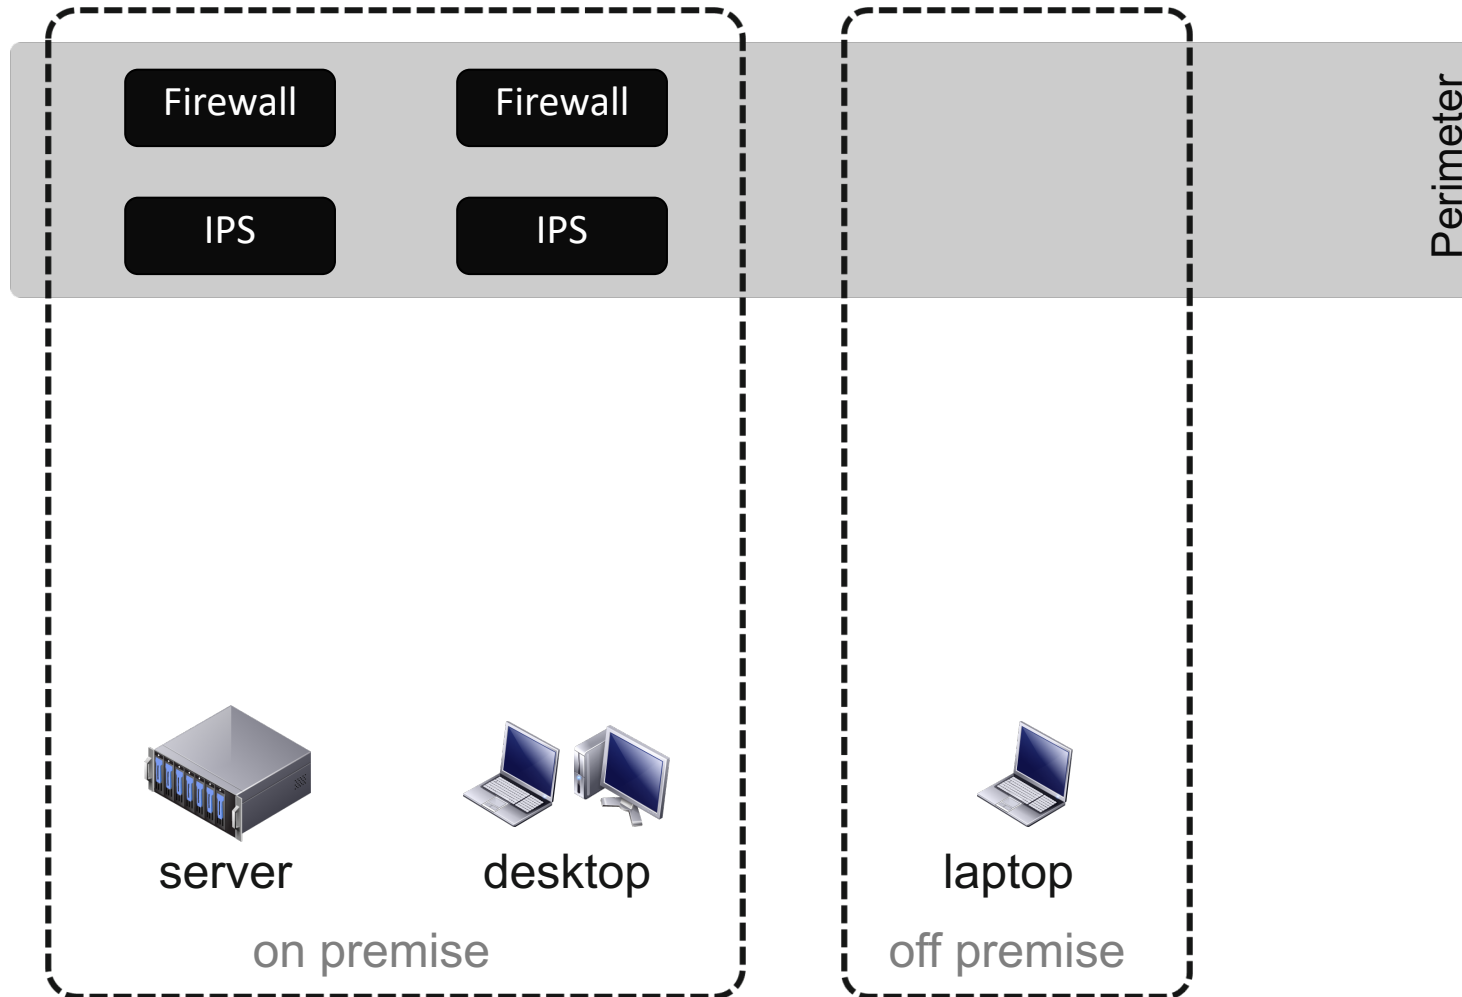 Firewall
Firewall
Perimeter
IPS
IPS
server
desktop
laptop
on premise
off premise